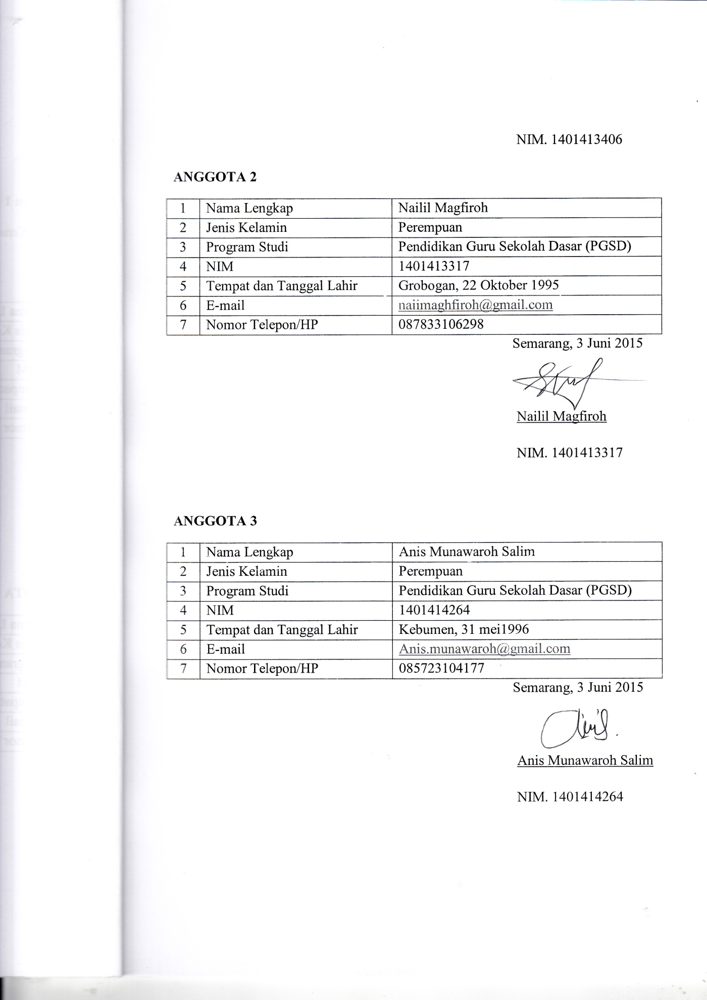 NIM. 1401413406
ANGGOTA 2
1 Nama Lengkap Nailil Magfiroh
2 Jenis Kelamin Perempuan
3 Program Studi Pendidikan Guru Sekolah Dasar (PGSD)
4 NIM 1401413317
5 Tempat dan Tanggal Lahir Grobogan, 22 Oktober 1995
6 E-mail naiimaghfiroh@gmail.com
7 Nomor Telepon/HP 087833106298
Semarang, 3 Juni 2015
Nailil Magfiroh
NIM. 1401413317
ANGGOTA 3
1 Nama Lengkap Anis Munawaroh Salim
2 Jenis Kelamin Perempuan
3 Program Studi Pendidikan Guru Sekolah Dasar (PGSD)
4 NIM 1401414264
5 Tempat dan Tanggal Lahir Kebumen, 31 mei1996
6 E-mail Anis.munawaroh@gmail.com
7 Nomor Telepon/HP 085723104177
Semarang, 3 Juni 2015
Anis Munawaroh Salim
NIM. 1401414264